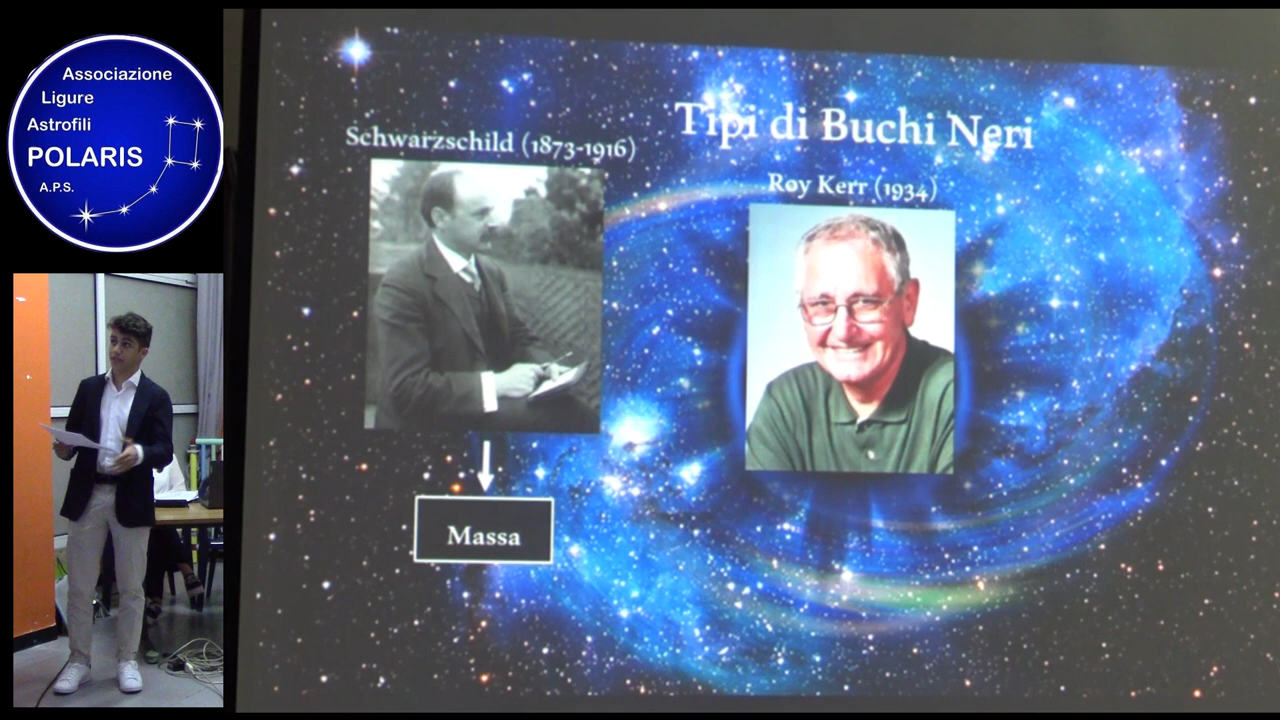 Associazione
Ligure
Astrofili
POLARIS
A.P.S.
Tipi di Buchi Neri
Schwarzschild (1873-1916)
Roy Kerr (1934)
Massa